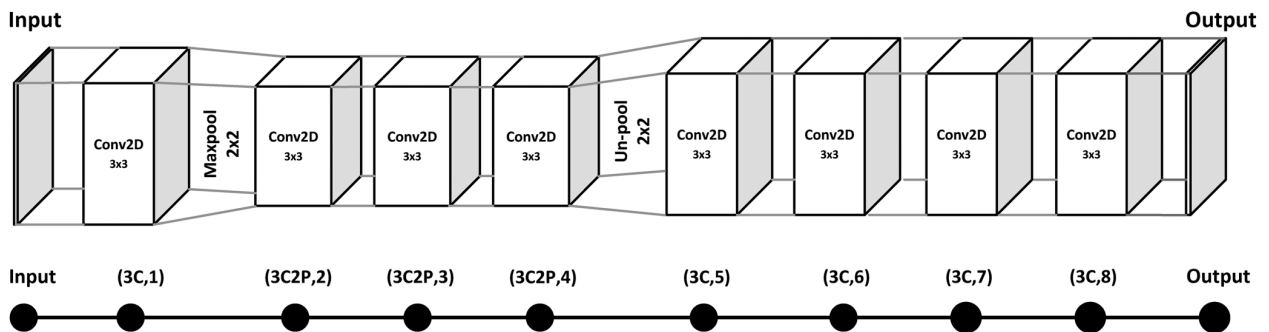 Input
Output
Conv2D
3x3
Maxpool
2x2
Conv2D
3x3
Conv2D
3x3
Conv2D
3x3
Un-pool
2x2
Conv2D
3x3
Conv2D
3x3
Conv2D
3x3
Conv2D
3x3
Input (3C,1) (3C2P,2) (3C2P,3) (3C2P,4) (3C,5) (3C,6) (3C,7) (3C,8) Output